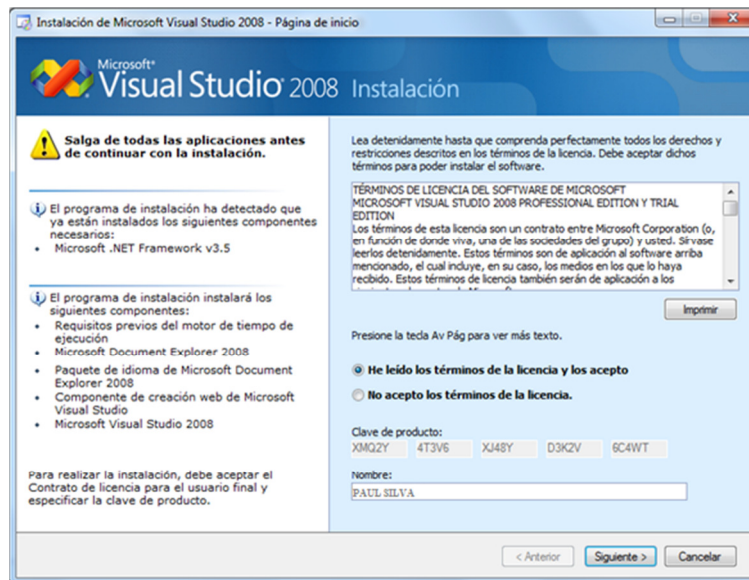 Instalación de Microsoft Visual Studio 2008 - Página de inicio
Microsoft®
Visual Studio® 2008 Instalación
Salga de todas las aplicaciones antes
de continuar con la instalación.
El programa de instalación ha detectado que
ya están instalados los siguientes componentes
necesarios:
• Microsoft .NET Framework v3.5
El programa de instalación instalará los
siguientes componentes:
• Requisitos previos del motor de tiempo de
ejecución
• Microsoft Document Explorer 2008
• Paquete de idioma de Microsoft Document
Explorer 2008
• Componente de creación web de Microsoft
Visual Studio
• Microsoft Visual Studio 2008
Para realizar la instalación, debe aceptar el
Contrato de licencia para el usuario final y
especificar la clave de producto.
Lea detenidamente hasta que comprenda perfectamente todos los derechos y
restricciones descritos en los términos de la licencia. Debe aceptar dichos
términos para poder instalar el software.
TÉRMINOS DE LICENCIA DEL SOFTWARE DE MICROSOFT
MICROSOFT VISUAL STUDIO 2008 PROFESSIONAL EDITION Y TRIAL
EDITION
Los términos de esta licencia son un contrato entre Microsoft Corporation (o,
en función de donde viva, una de las sociedades del grupo) y usted. Sírvase
leerlos detenidamente. Estos términos son de aplicación al software arriba
mencionado, el cual incluye, en su caso, los medios en los que lo haya
recibido. Estos términos de licencia también serán de aplicación a los
Imprimir
Presione la tecla Av Pág para ver más texto.
He leído los términos de la licencia y los acepto
No acepto los términos de la licencia.
Clave de producto:
XMQ2Y 4T3V6 XJ48Y D3K2V 6C4WT
Nombre:
PAUL SILVA
< Anterior Siguiente > Cancelar